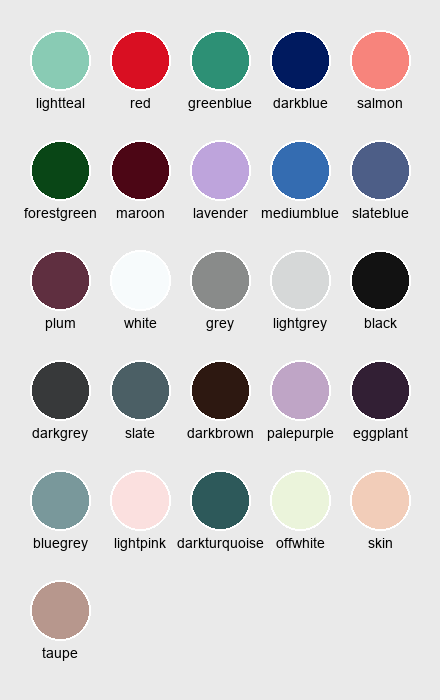 lightteal red greenblue darkblue salmon
forestgreen maroon lavender mediumblue slateblue
plum white grey lightgrey black
darkgrey slate darkbrown palepurple eggplant
bluegrey lightpink darkturquoise offwhite skin
taupe